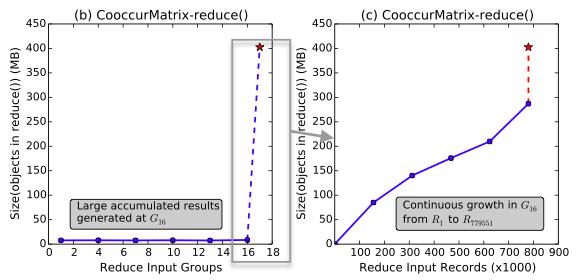 (b) CooccurMatrix-reduce()
Size(objects in reduce()) (MB)
450
400
350
300
250
200
150
100
50
0
Large accumulated results
generated at G16
0 2 4 6 8 10 12 14 16 18
Reduce Input Groups
(c) CooccurMatrix-reduce()
Size(objects in reduce()) (MB)
450
400
350
300
250
200
150
100
50
0
Continuous growth in G16
from R1 to R779551
100 200 300 400 500 600 700 800 900
Reduce Input Records (x1000)